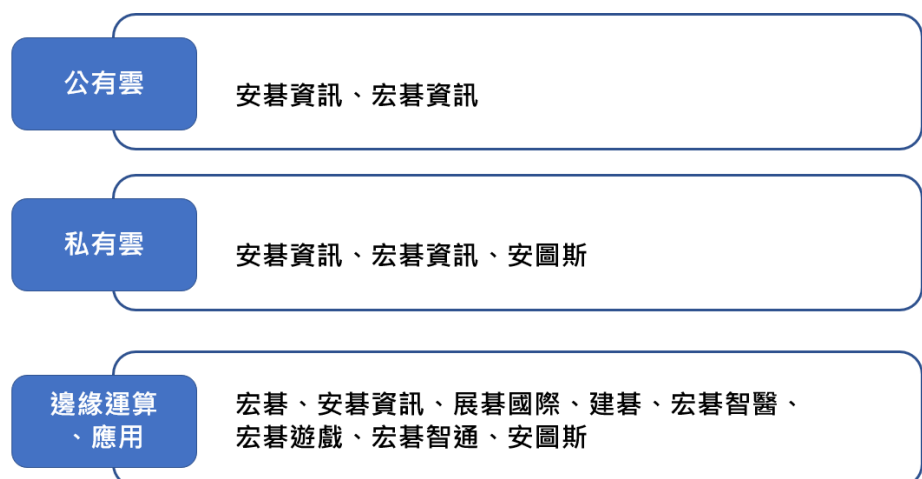 公有雲
安碁資訊、宏碁資訊
私有雲
安碁資訊、宏碁資訊、安圖斯
邊緣運算
、應用
宏碁、安碁資訊、展碁國際、建碁、宏碁智醫、
宏碁遊戲、宏碁智通、安圖斯